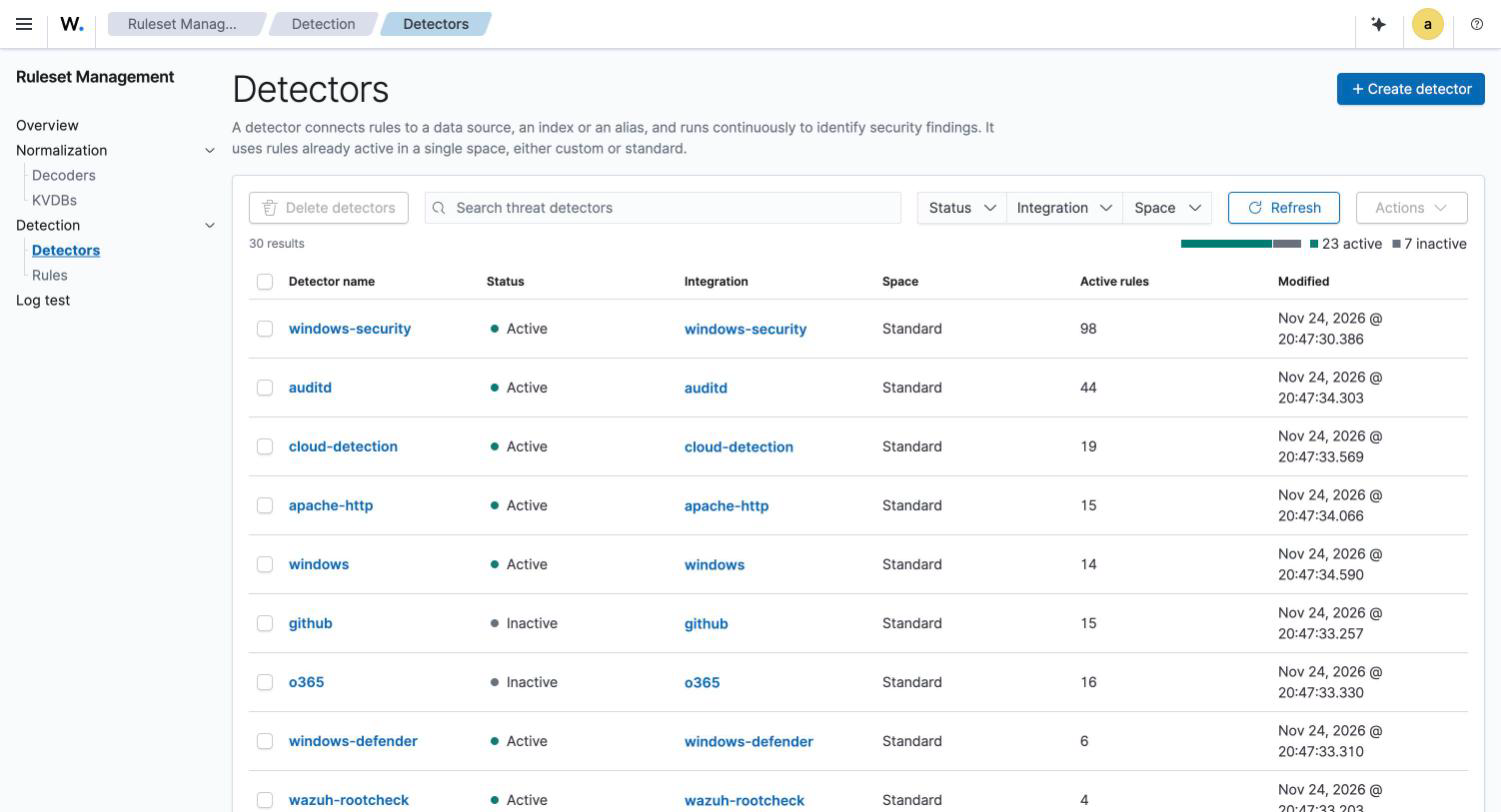 W.
Ruleset Manag...
Detection
Detectors
a
Ruleset Management
Overview
Normalization
Decoders
KVDBs
Detection
Detectors
Rules
Log test
Detectors
+ Create detector
A detector connects rules to a data source, an index or an alias, and runs continuously to identify security findings. It
uses rules already active in a single space, either custom or standard.
Delete detectors
Search threat detectors
Status
Integration
Space
Refresh
Actions
30 results
23 active
7 inactive
Detector name Status Integration Space Active rules Modified
windows-security Active windows-security Standard 98 Nov 24, 2026 @
20:47:30.386
auditd Active auditd Standard 44 Nov 24, 2026 @
20:47:34.303
cloud-detection Active cloud-detection Standard 19 Nov 24, 2026 @
20:47:33.569
apache-http Active apache-http Standard 15 Nov 24, 2026 @
20:47:34.066
windows Active windows Standard 14 Nov 24, 2026 @
20:47:34.590
github Inactive github Standard 15 Nov 24, 2026 @
20:47:33.257
o365 Inactive o365 Standard 16 Nov 24, 2026 @
20:47:33.330
windows-defender Active windows-defender Standard 6 Nov 24, 2026 @
20:47:33.310
wazuh-rootcheck Active wazuh-rootcheck Standard 4 Nov 24, 2026 @